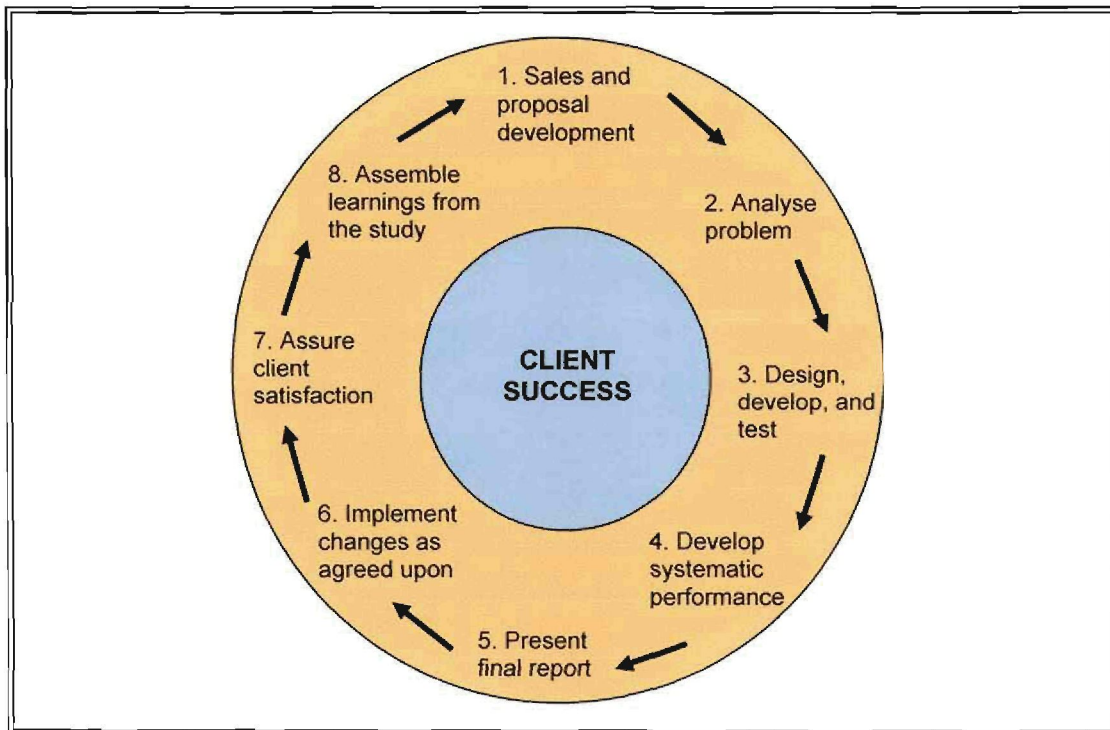 1. Sales and
proposal
development
2. Analyse
problem
3. Design,
develop, and
test
4. Develop
systematic
performance
5. Present
final report
6. Implement
changes as
agreed upon
7. Assure
client
satisfaction
8. Assemble
learnings from
the study
CLIENT
SUCCESS